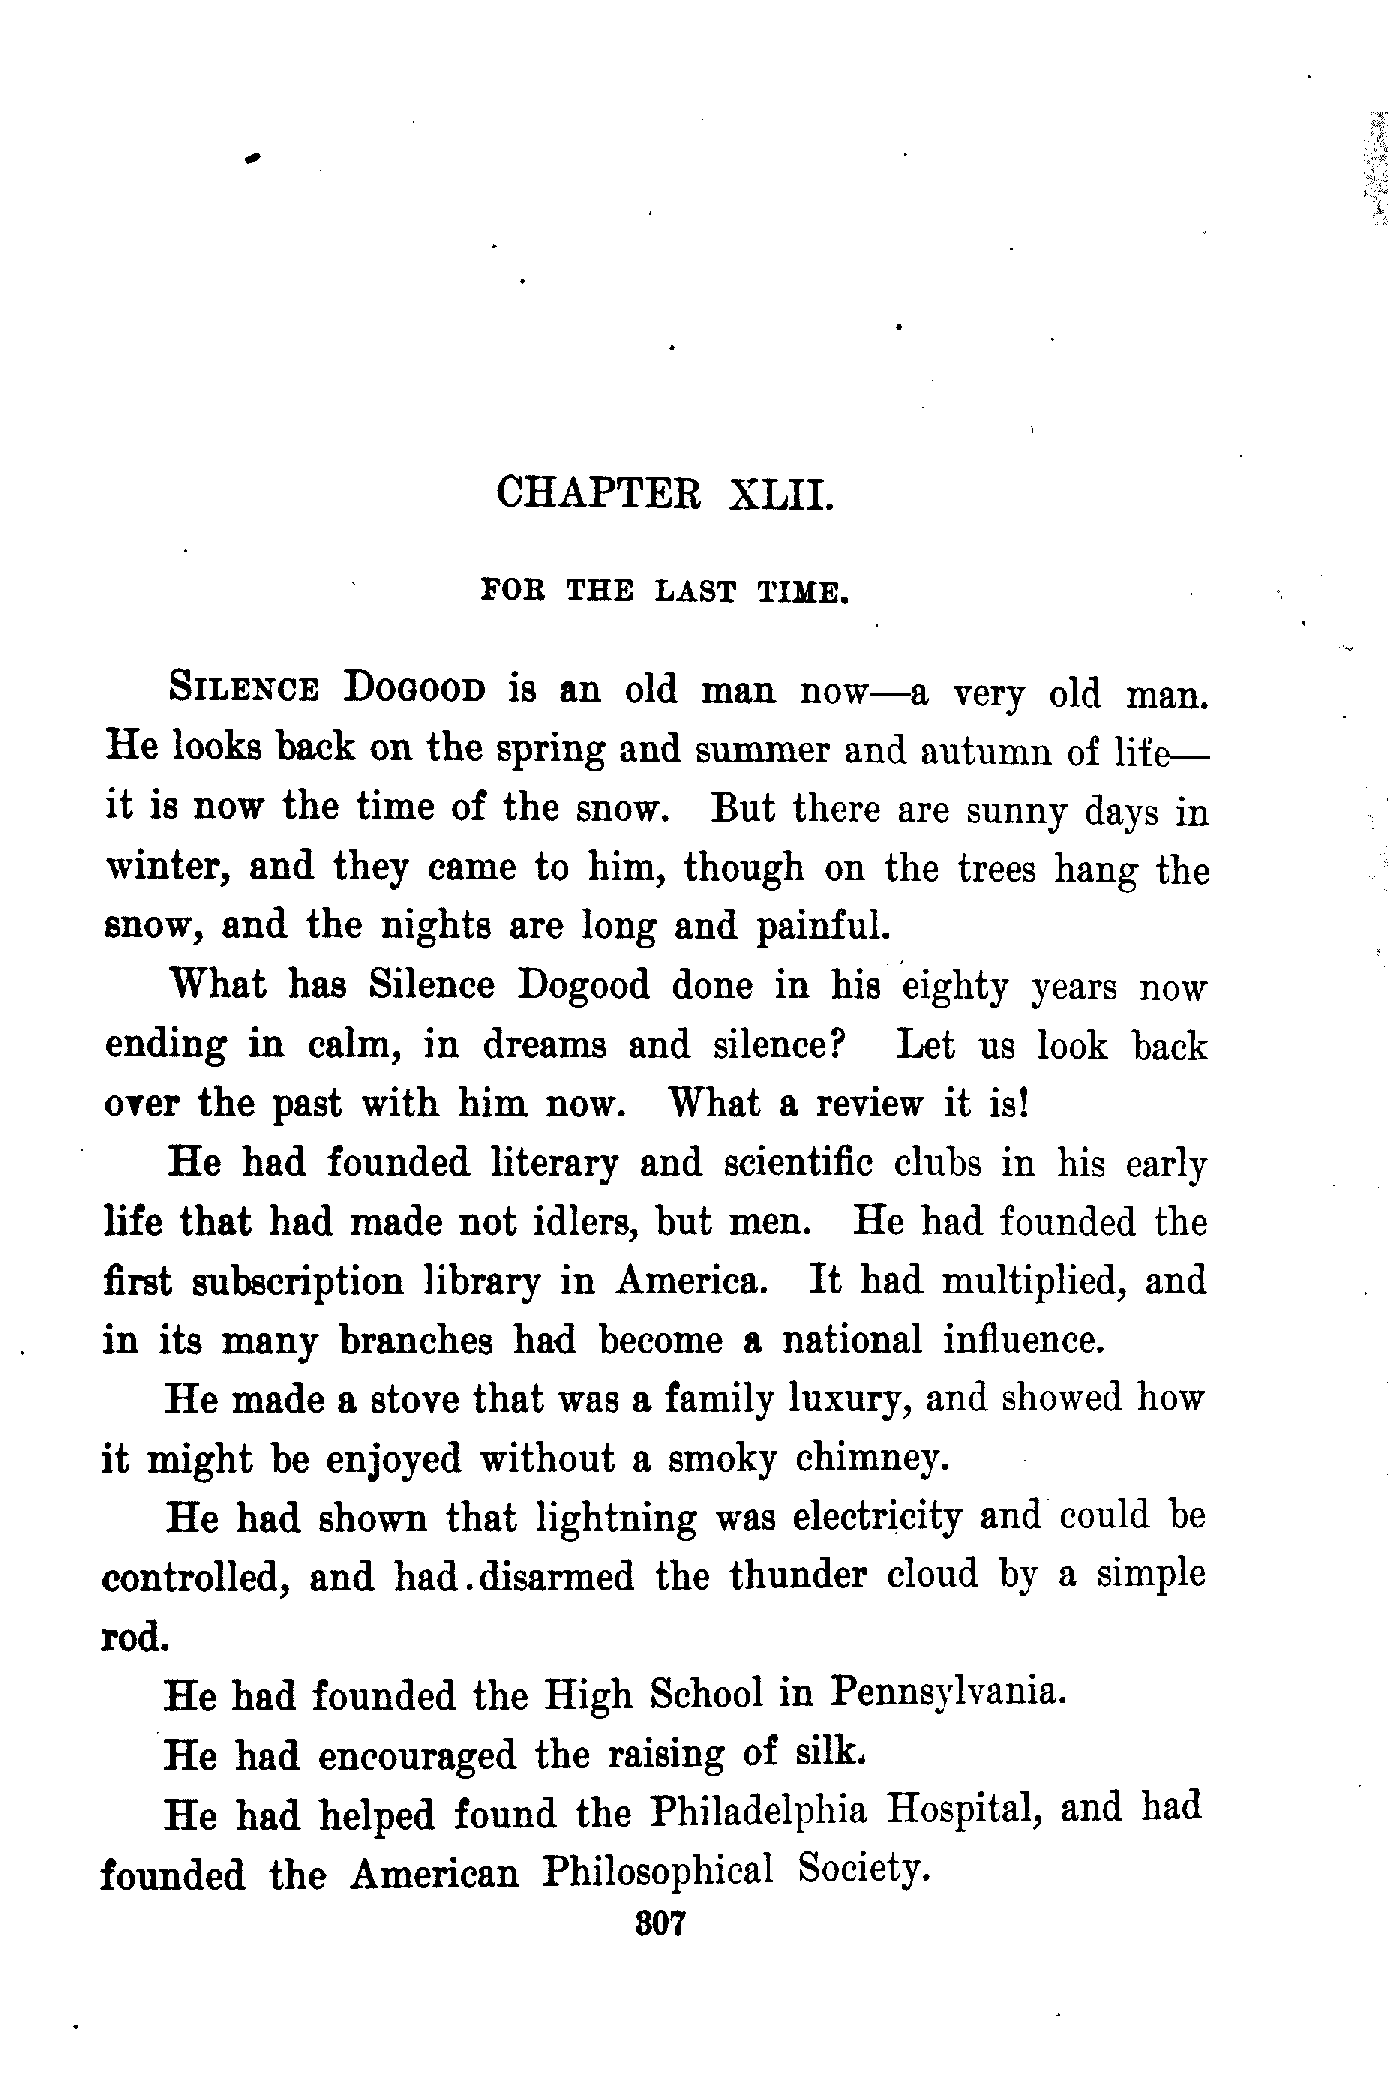 CHAPTER XLII.
FOR THE LAST TIME.
SILENCE DOGOOD is an old man now—a very old man.
He looks back on the spring and summer and autumn of life—
it is now the time of the snow. But there are sunny days in
winter, and they came to him, though on the trees hang the
snow, and the nights are long and painful.
What has Silence Dogood done in his eighty years now
ending in calm, in dreams and silence? Let us look back
over the past with him now. What a review it is!
He had founded literary and scientific clubs in his early
life that had made not idlers, but men. He had founded the
first subscription library in America. It had multiplied, and
in its many branches had become a national influence.
He made a stove that was a family luxury, and showed how
it might be enjoyed without a smoky chimney.
He had shown that lightning was electricity and could be
controlled, and had disarmed the thunder cloud by a simple
rod.
He had founded the High School in Pennsylvania.
He had encouraged the raising of silk.
He had helped found the Philadelphia Hospital, and had
founded the American Philosophical Society.
307